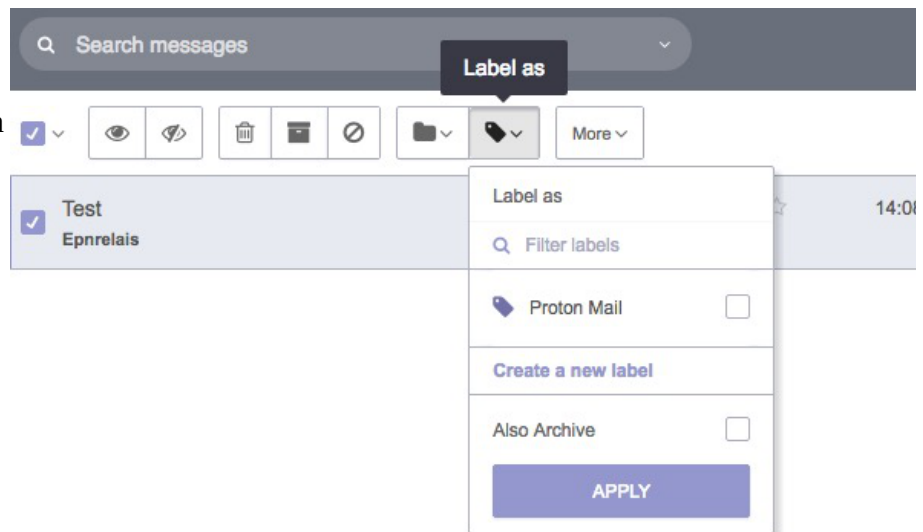 Search messages
Label as
More
Test
14:08
Epnrelais
Label as
Filter labels
Proton Mail
Create a new label
Also Archive
APPLY